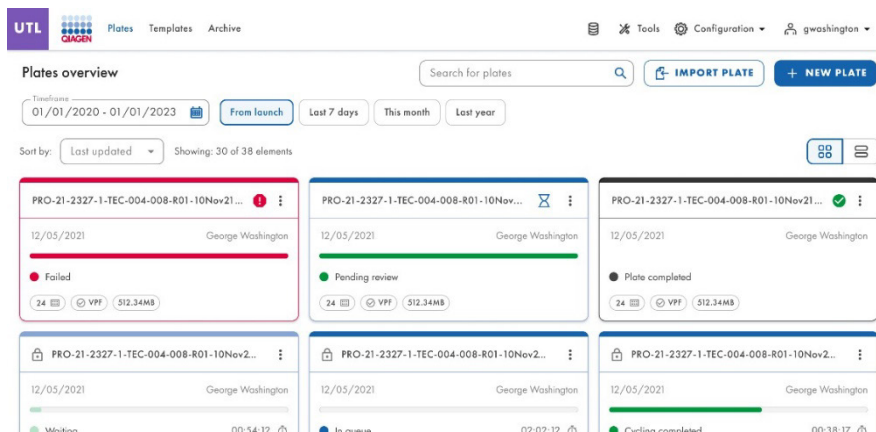 UTL QIAGEN Plates Templates Archive Tools Configuration gwashington
Plates overview Search for plates IMPORT PLATE + NEW PLATE
Timeframe
01/01/2020 - 01/01/2023 From launch Last 7 days This month Last year
Sort by: Last updated Showing: 30 of 38 elements
PRO-21-2327-1-TEC-004-008-R01-10Nov21...
12/05/2021 George Washington
Failed
24 VPF 512.34MB
PRO-21-2327-1-TEC-004-008-R01-10Nov...
12/05/2021 George Washington
Pending review
24 VPF 512.34MB
PRO-21-2327-1-TEC-004-008-R01-10Nov21...
12/05/2021 George Washington
Plate completed
24 VPF 512.34MB
PRO-21-2327-1-TEC-004-008-R01-10Nov2...
12/05/2021 George Washington
Waiting 00:54:12
PRO-21-2327-1-TEC-004-008-R01-10Nov2...
12/05/2021 George Washington
In queue 02:02:12
PRO-21-2327-1-TEC-004-008-R01-10Nov2...
12/05/2021 George Washington
Cycling completed 00:38:17